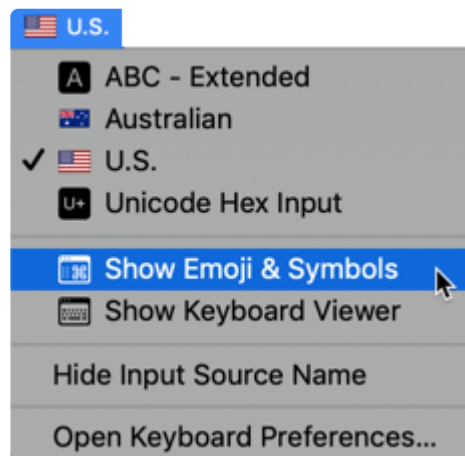 U.S.
A ABC - Extended
Australian
✓ U.S.
U+ Unicode Hex Input
⌘ Show Emoji & Symbols
Show Keyboard Viewer
Hide Input Source Name
Open Keyboard Preferences...